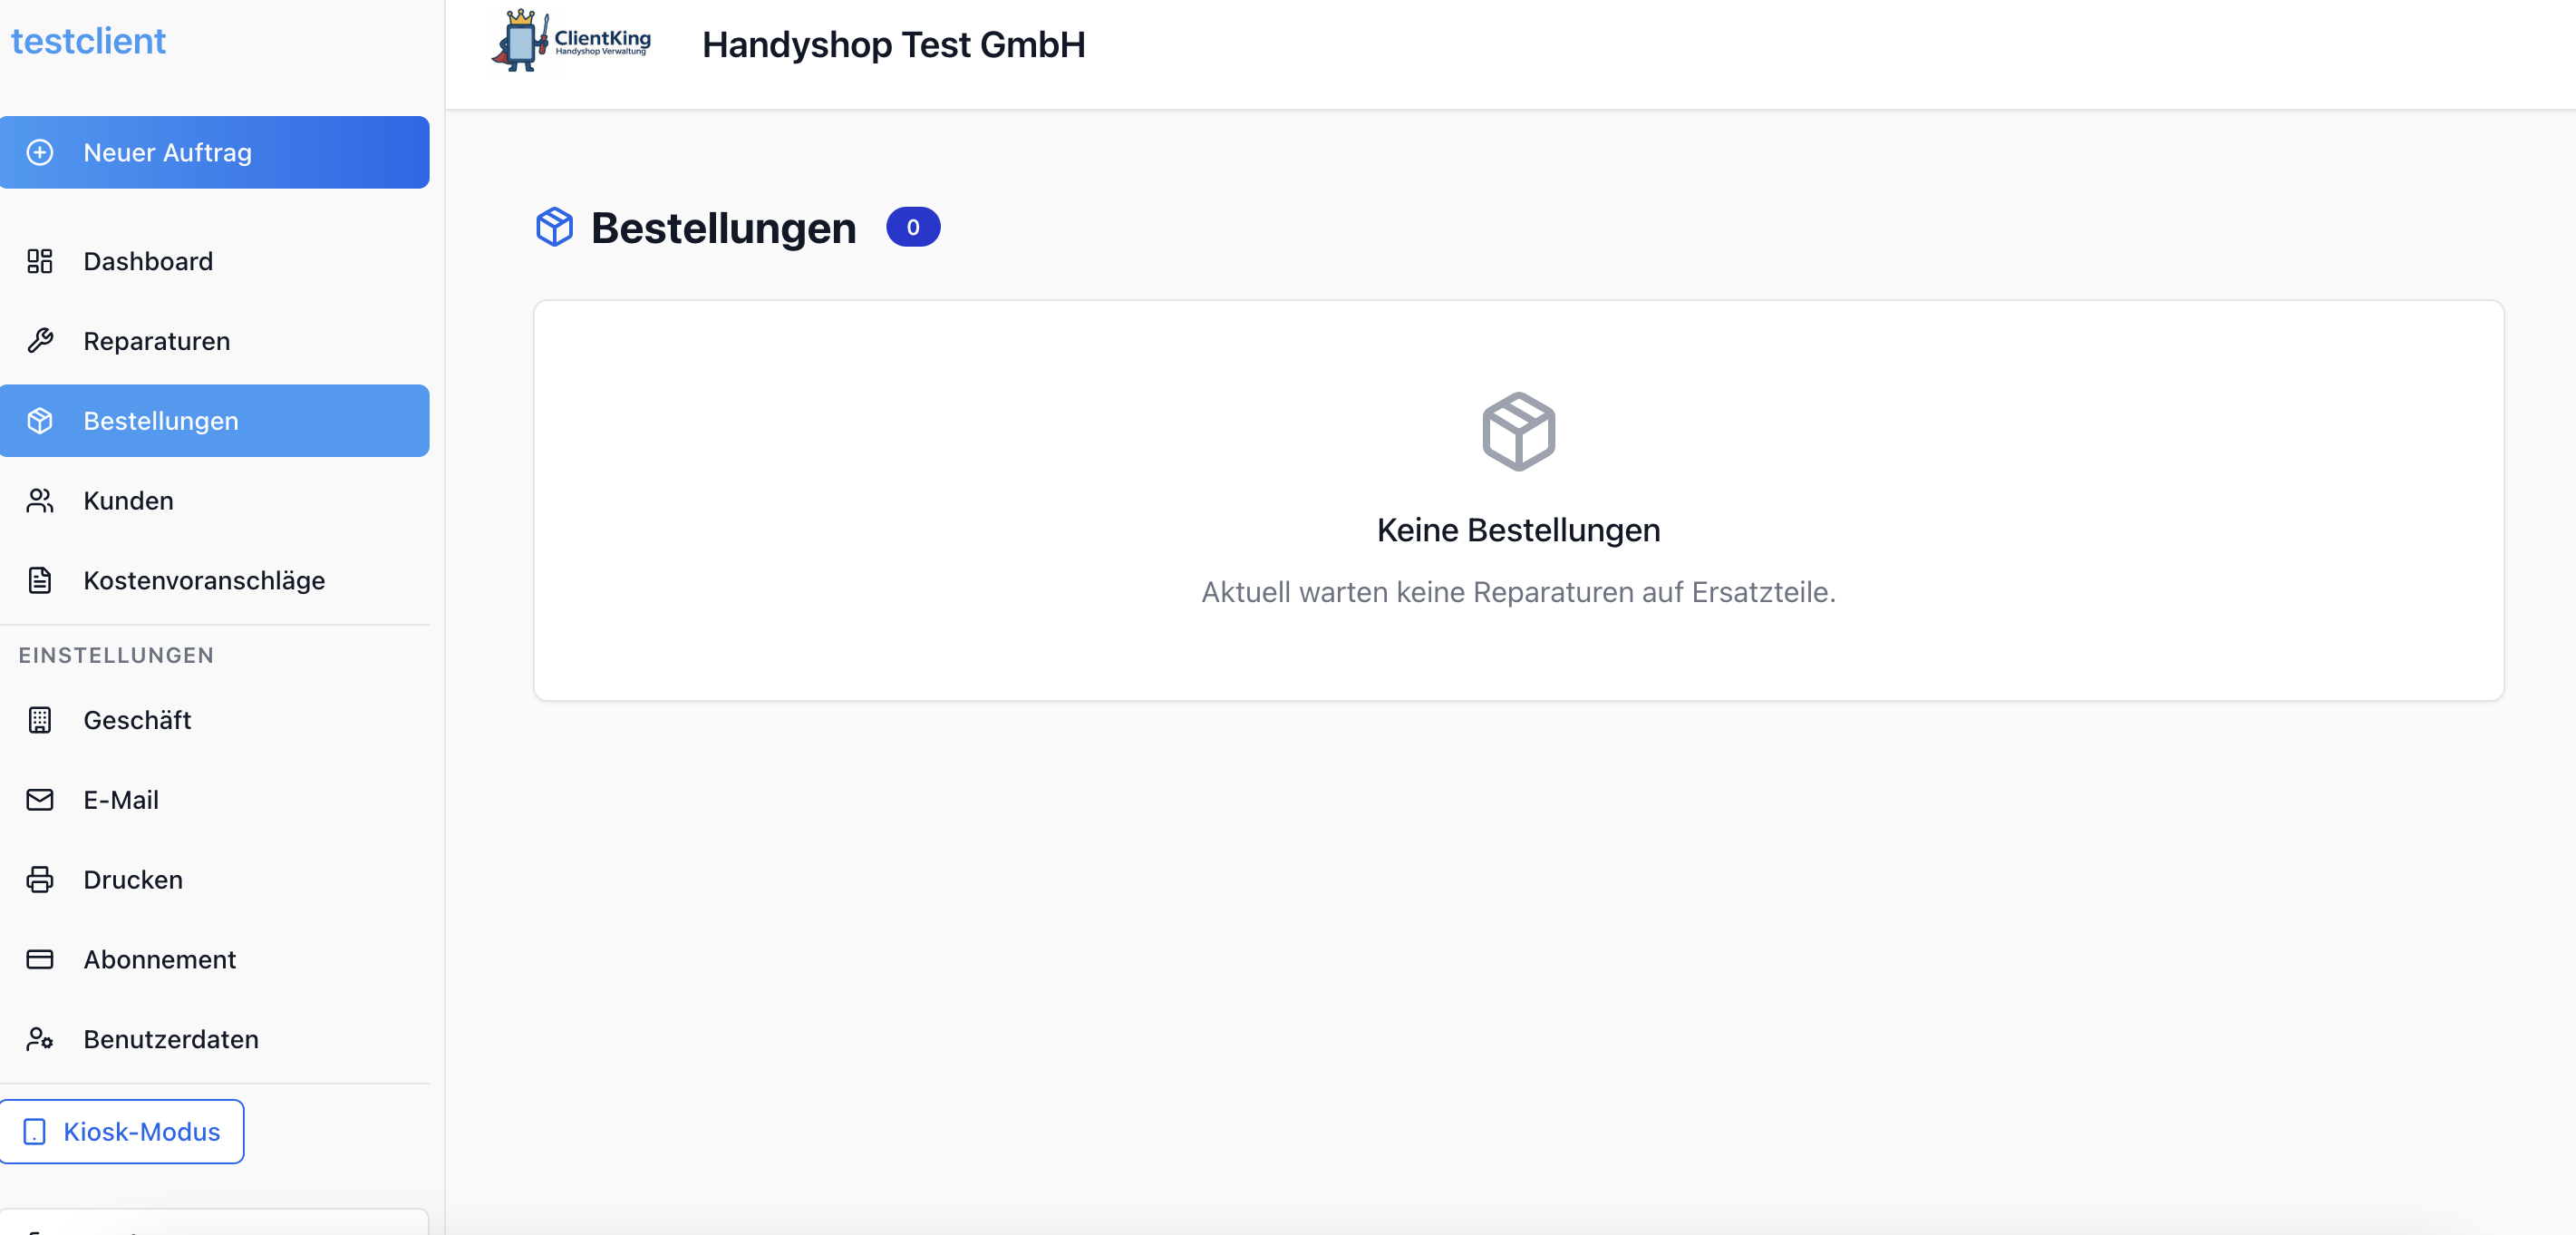 testclient
Neuer Auftrag
Dashboard
Reparaturen
Bestellungen
Kunden
Kostenvoranschläge
EINSTELLUNGEN
Geschäft
E-Mail
Drucken
Abonnement
Benutzerdaten
Kiosk-Modus
ClientKing
Handyshop Verwaltung
Handyshop Test GmbH
Bestellungen 0
Keine Bestellungen
Aktuell warten keine Reparaturen auf Ersatzteile.